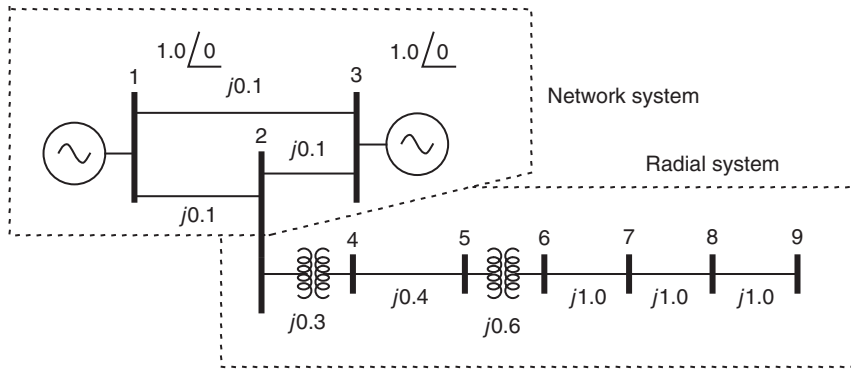 1.0/0 1.0/0
1 3
j0.1
Network system
2
j0.1
Radial system
j0.1
4 5 6 7 8 9
j0.3 j0.4 j0.6 j1.0 j1.0 j1.0